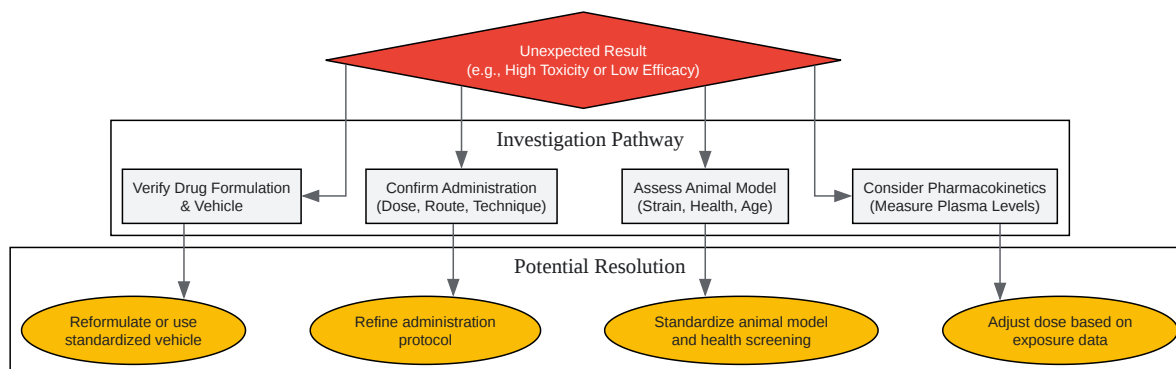 Unexpected Result
(e.g., High Toxicity or Low Efficacy)
Investigation Pathway
Verify Drug Formulation
& Vehicle
Confirm Administration
(Dose, Route, Technique)
Assess Animal Model
(Strain, Health, Age)
Consider Pharmacokinetics
(Measure Plasma Levels)
Potential Resolution
Reformulate or use
standardized vehicle
Refine administration
protocol
Standardize animal model
and health screening
Adjust dose based on
exposure data